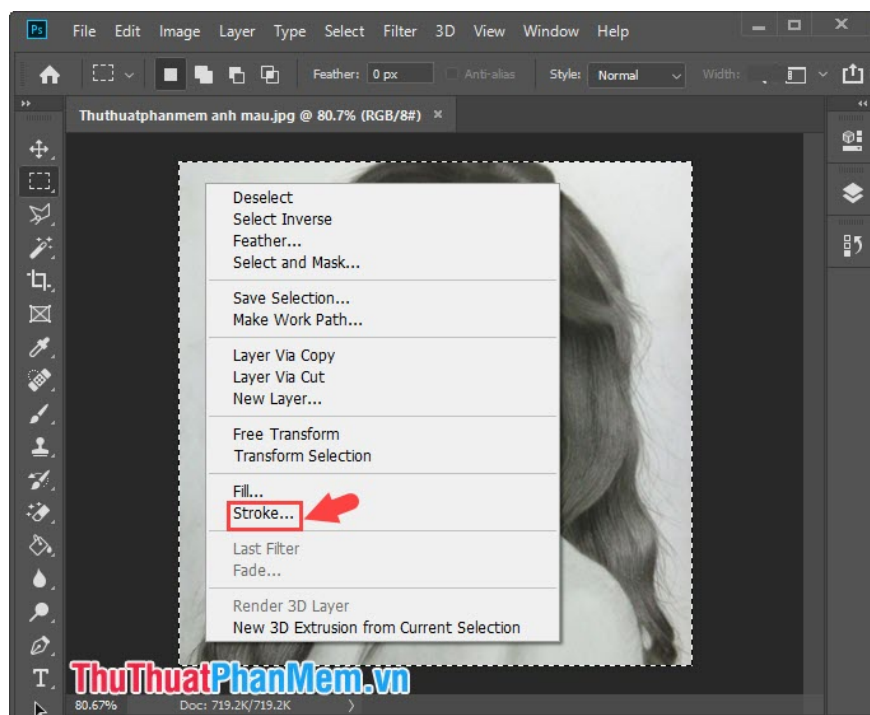 Ps File Edit Image Layer Type Select Filter 3D View Window Help
Feather: 0 px Anti-alias Style: Normal Width:
Thuthuatphanmem anh mau.jpg @ 80.7% (RGB/8#) ×
Deselect
Select Inverse
Feather...
Select and Mask...
Save Selection...
Make Work Path...
Layer Via Copy
Layer Via Cut
New Layer...
Free Transform
Transform Selection
Fill...
Stroke...
Last Filter
Fade...
Render 3D Layer
New 3D Extrusion from Current Selection
ThuThuatPhanMem.vn
80.67% Doc: 719.2K/719.2K